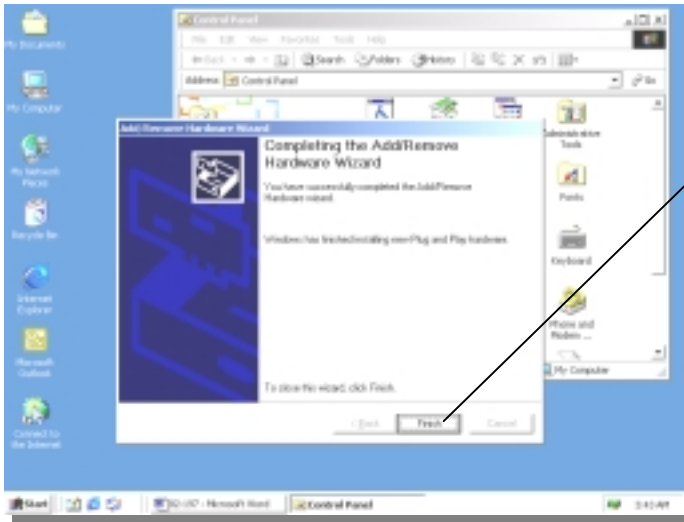 Control Panel
File Edit View Favorites Tools Help
Back Search Folders History
Address Control Panel Go
My Documents
My Computer
My Network
Places
Recycle Bin
Internet
Explorer
Microsoft
Outlook
Connect to
the Internet
Add/Remove Hardware Wizard
Completing the Add/Remove
Hardware Wizard
You have successfully completed the Add/Remove
Hardware wizard.
Windows has finished installing new Plug and Play hardware.
To close this wizard, click Finish.
< Back Finish Cancel
Administrative
Tools
Fonts
Keyboard
Phone and
Modem ...
My Computer
Start
Microsoft Word
Control Panel